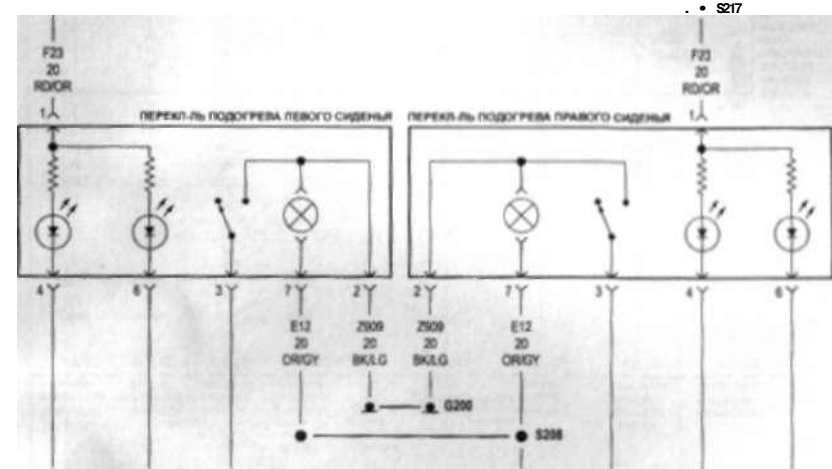 S217
F23
20
RD/OR
1
ПЕРЕКЛ-ЛЬ ПОДОГРЕВА ЛЕВОГО СИДЕНЬЯ
ПЕРЕКЛ-ЛЬ ПОДОГРЕВА ПРАВОГО СИДЕНЬЯ
F23
20
RD/OR
1
4 6 3 7 2 2 7 3 4 6
E12 Z909 Z909 E12
20 20 20 20
OR/GY BK/LG BK/LG OR/GY
G200
S208